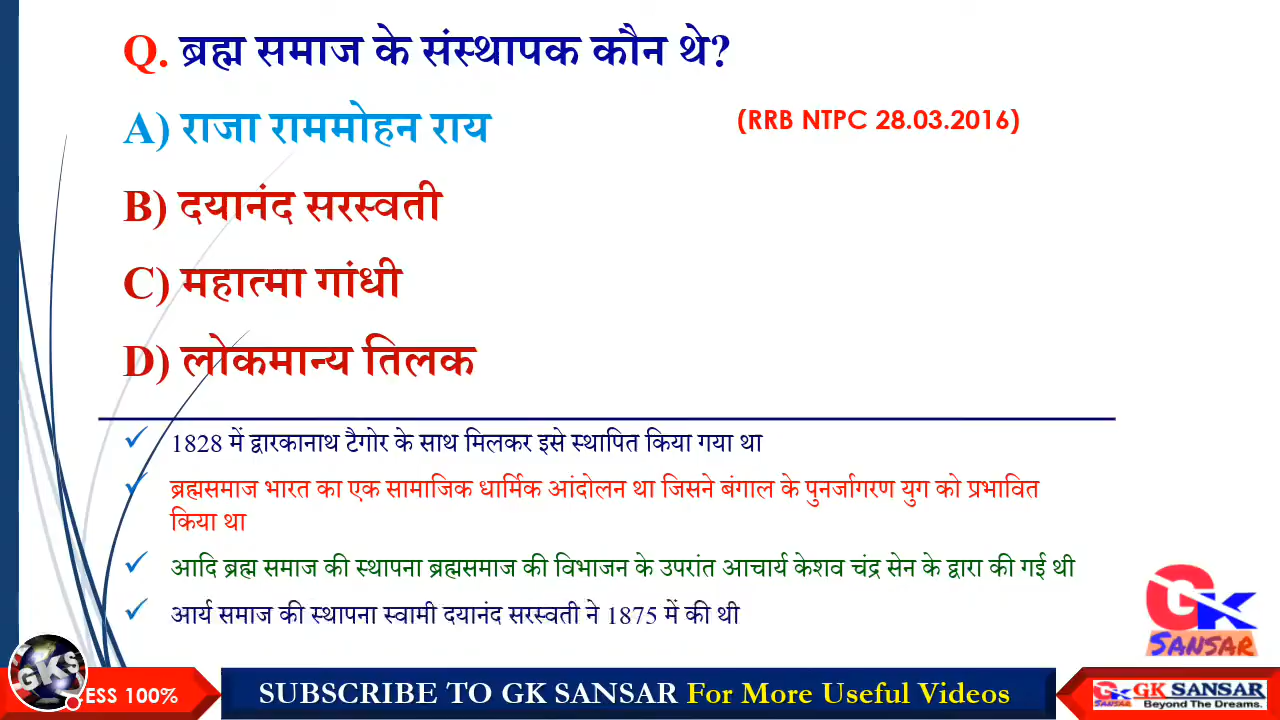 Q. ब्रह्म समाज के संस्थापक कौन थे?
A) राजा राममोहन राय
(RRB NTPC 28.03.2016)
B) दयानंद सरस्वती
C) महात्मा गांधी
D) लोकमान्य तिलक
1828 में द्वारकानाथ टैगोर के साथ मिलकर इसे स्थापित किया गया था
ब्रह्मसमाज भारत का एक सामाजिक धार्मिक आंदोलन था जिसने बंगाल के पुनर्जागरण युग को प्रभावित
किया था
आदि ब्रह्म समाज की स्थापना ब्रह्मसमाज की विभाजन के उपरांत आचार्य केशव चंद्र सेन के द्वारा की गई थी
आर्य समाज की स्थापना स्वामी दयानंद सरस्वती ने 1875 में की थी
GK
SANSAR
GKS
ESS 100%
SUBSCRIBE TO GK SANSAR For More Useful Videos
GK SANSAR GK SANSAR
Beyond The Dreams.